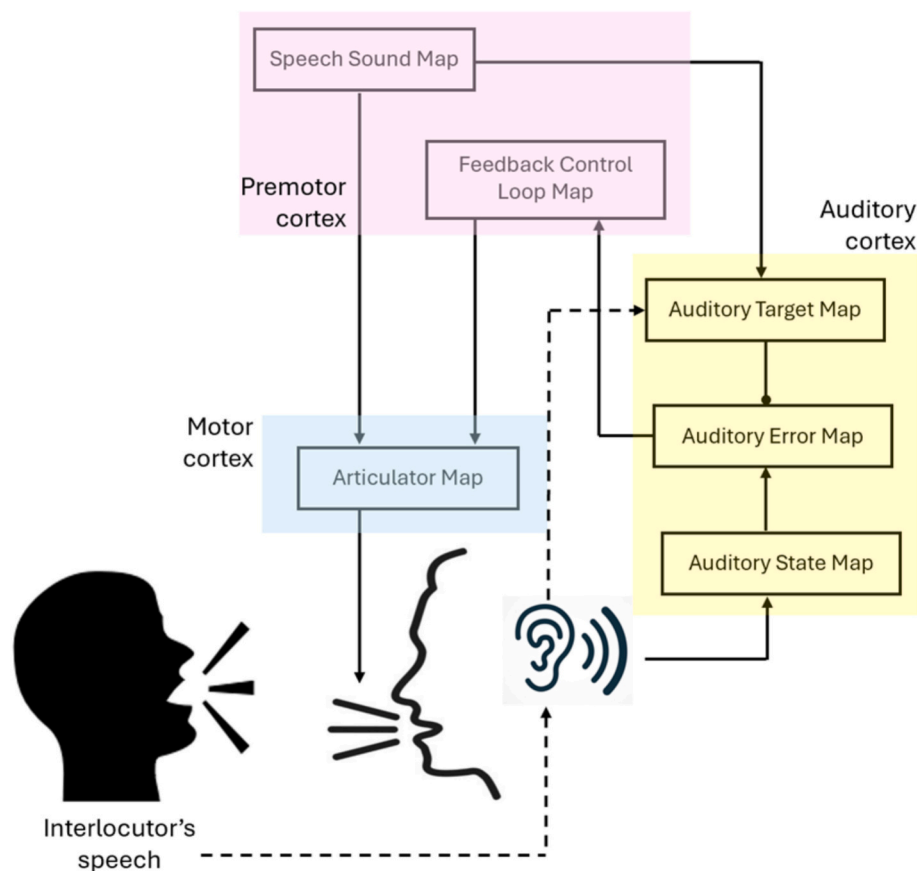 Speech Sound Map
Feedback Control
Loop Map
Premotor
cortex
Auditory
cortex
Auditory Target Map
Motor
cortex
Auditory Error Map
Articulator Map
Auditory State Map
Interlocutor's
speech